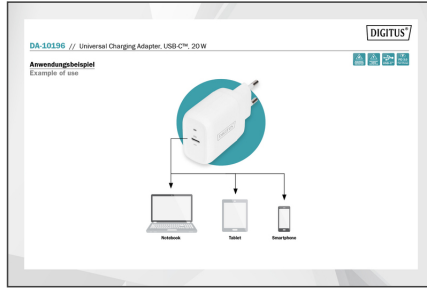 DIGITUS®
DA-10196 // Universal Charging Adapter, USB-C™, 20 W
Anwendungsbeispiel
Example of use
DIGITUS
Notebook
Tablet
Smartphone